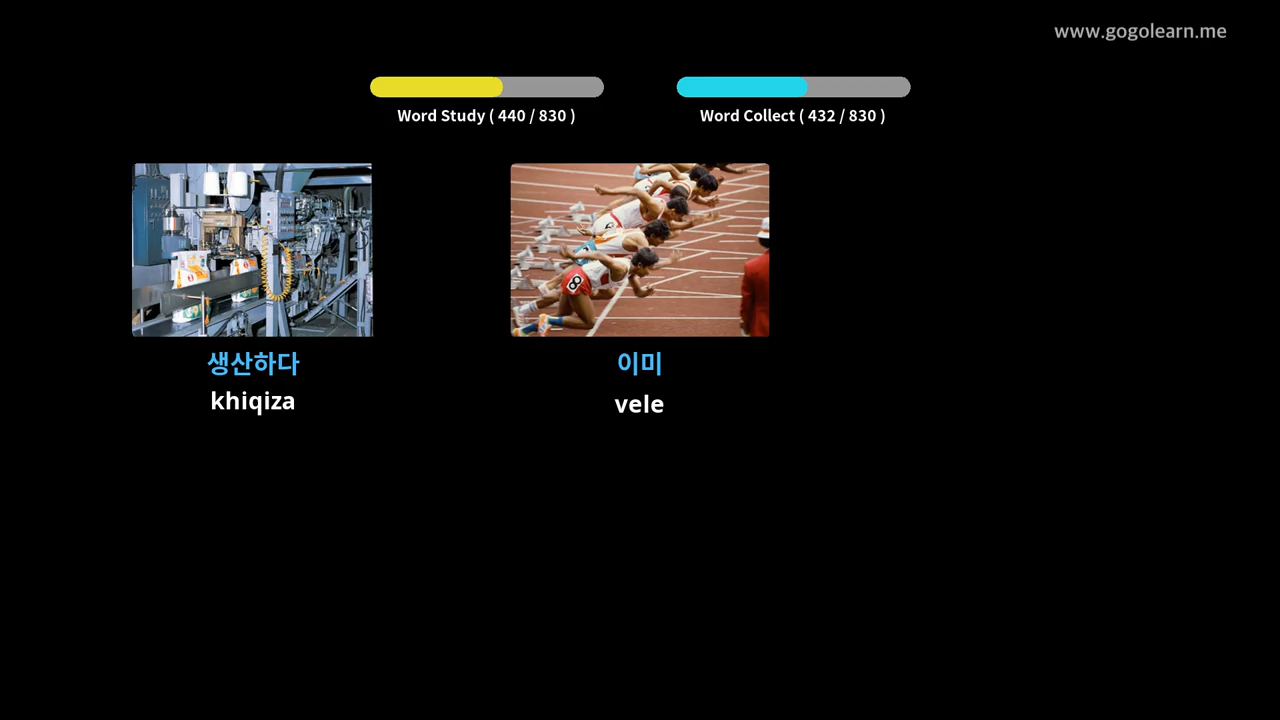 www.gogolearn.me
Word Study ( 440 / 830 )
Word Collect ( 432 / 830 )
생산하다
khiqiza
이미
vele
8